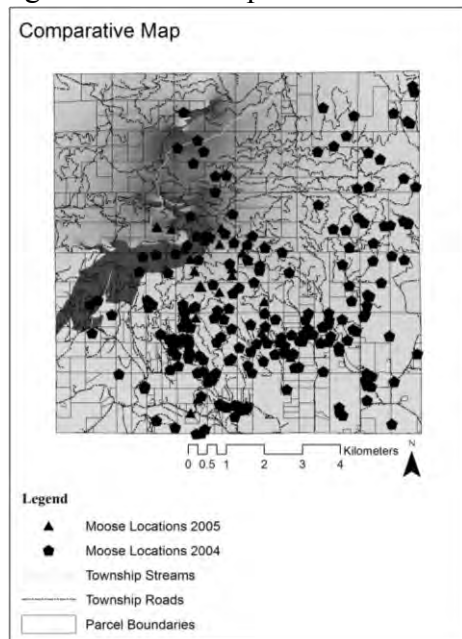 Comparative Map
N
Kilometers
0 0.5 1 2 3 4
Legend
Moose Locations 2005
Moose Locations 2004
Township Streams
Township Roads
Parcel Boundaries